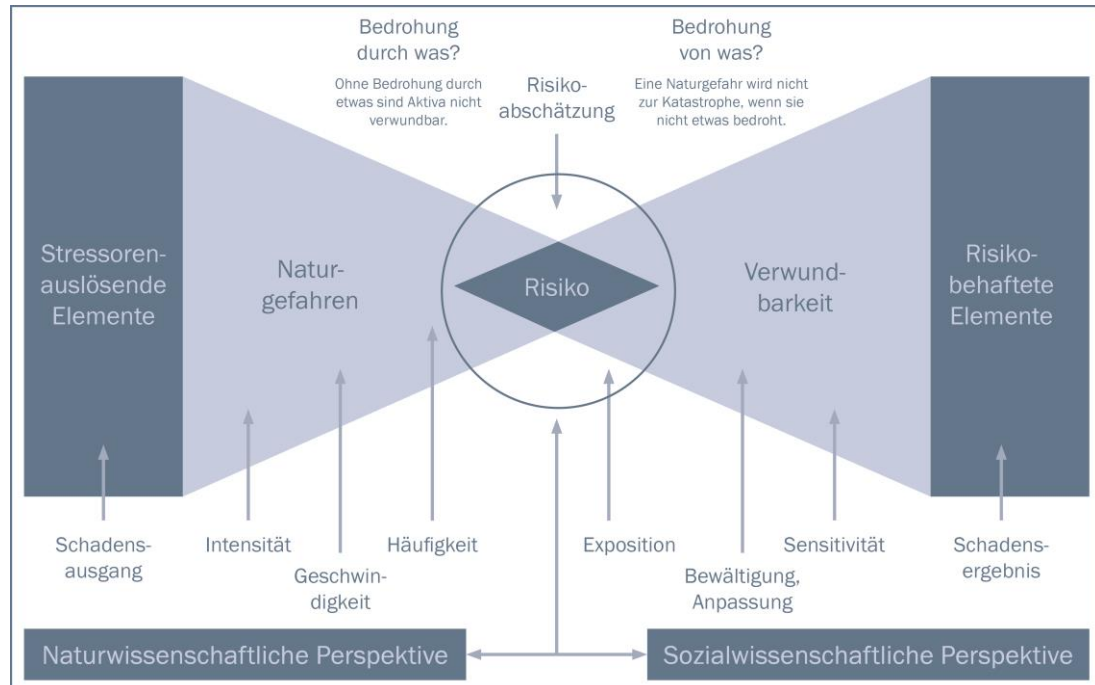 Bedrohung
durch was?
Ohne Bedrohung durch
etwas sind Aktiva nicht
verwundbar.
Risiko-
abschätzung
Bedrohung
von was?
Eine Naturgefahr wird nicht
zur Katastrophe, wenn sie
nicht etwas bedroht.
Stressoren-
auslösende
Elemente
Natur-
gefahren
Risiko
Verwund-
barkeit
Risiko-
behaftete
Elemente
Schadens-
ausgang
Intensität
Geschwin-
digkeit
Häufigkeit
Exposition
Bewältigung,
Anpassung
Sensitivität
Schadens-
ergebnis
Naturwissenschaftliche Perspektive
Sozialwissenschaftliche Perspektive